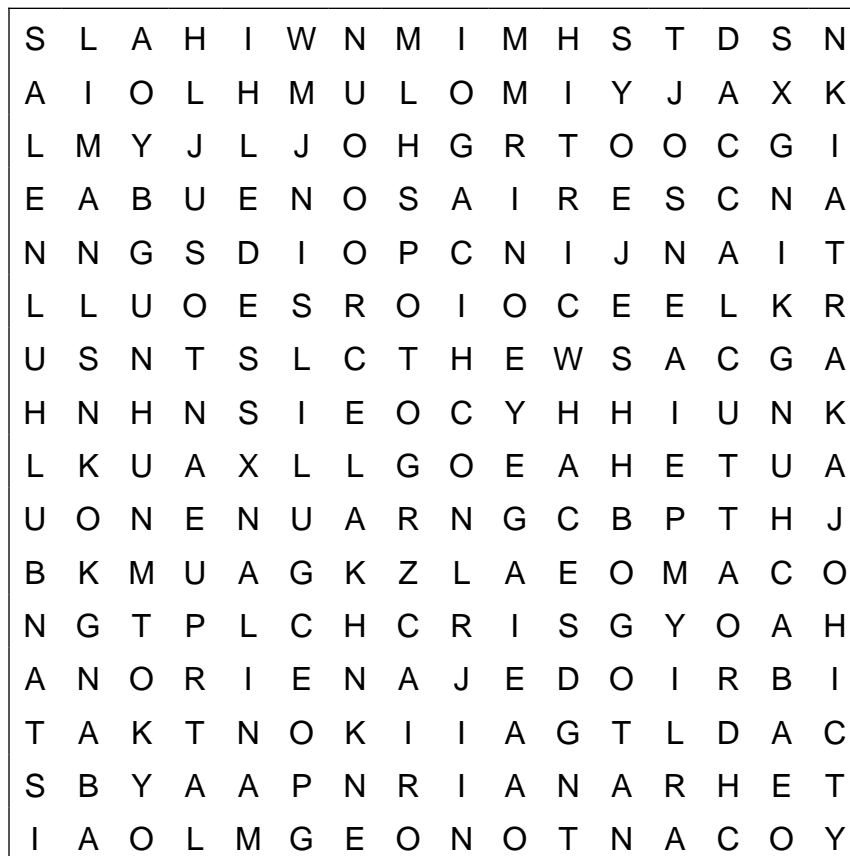 S L A H I W N M I M H S T D S N
A I O L H M U L O M I Y J A X K
L M Y J L J O H G R T O O C G I
E A B U E N O S A I R E S C N A
N N G S D I O P C N I J N A I T
L L U O E S R O I O C E E L K R
U S N T S L C T H E W S A C G A
H N H N S I E O C Y H H I U N K
L K U A X L L G O E A H E T U A
U O N E N U A R N G C B P T H J
B K M U A G K Z L A E O M A C O
N G T P L C H C R I S G Y O A H
A N O R I E N A J E D O I R B I
T A K T N O K I I A G T L D A C
S B Y A A P N R I A N A R H E T
I A O L M G E O N O T N A C O Y